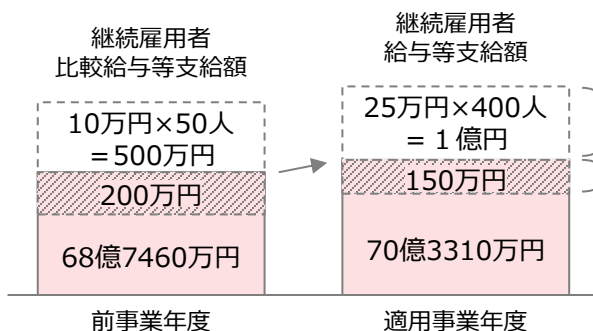 継続雇用者
比較給与等支給額
10万円×50人
＝500万円
200万円
68億7460万円
前事業年度
継続雇用者
給与等支給額
25万円×400人
＝１億円
150万円
70億3310万円
適用事業年度